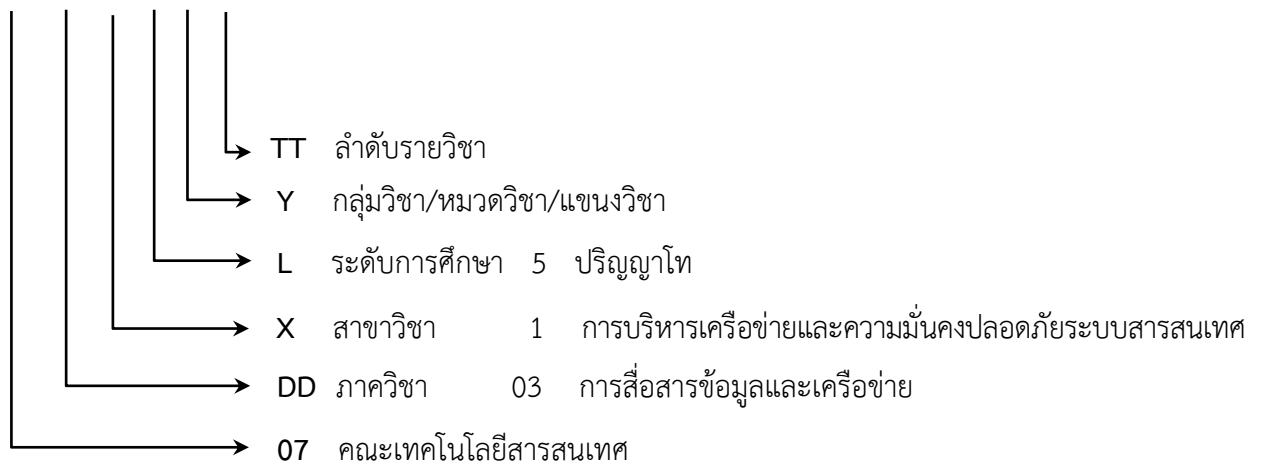 TT ลำดับรายวิชา
Y กลุ่มวิชา/หมวดวิชา/แขนงวิชา
L ระดับการศึกษา 5 ปริญญาโท
X สาขาวิชา 1 การบริหารเครือข่ายและความมั่นคงปลอดภัยระบบสารสนเทศ
DD ภาควิชา 03 การสื่อสารข้อมูลและเครือข่าย
07 คณะเทคโนโลยีสารสนเทศ